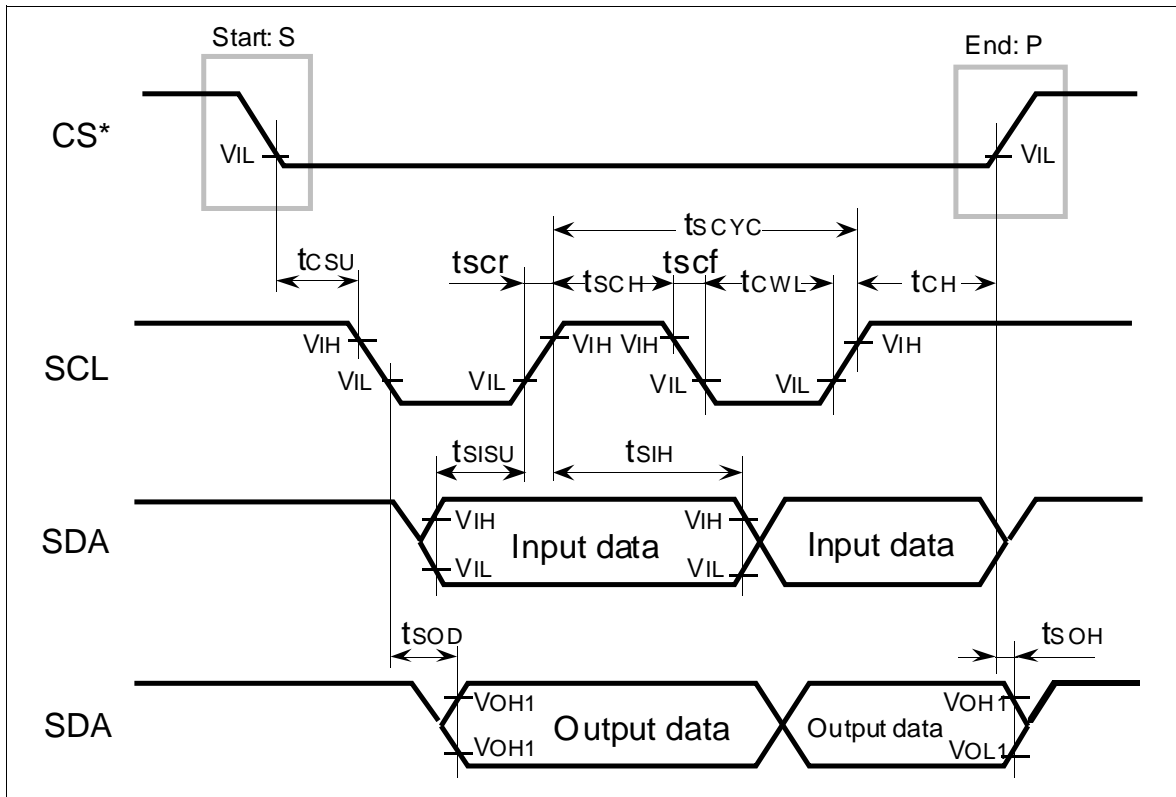 Start: S
End: P
CS*
VIL
VIL
tSCYC
tCSU
tscr
tSCH
tscf
tCWL
tCH
SCL
VIH
VIL
VIL
VIH
VIH
VIL
VIL
VIH
tSISU
tSIH
SDA
VIH
VIL
Input data
VIH
VIL
Input data
tSOD
tSOH
SDA
VOH1
VOH1
Output data
Output data
VOH1
VOL1